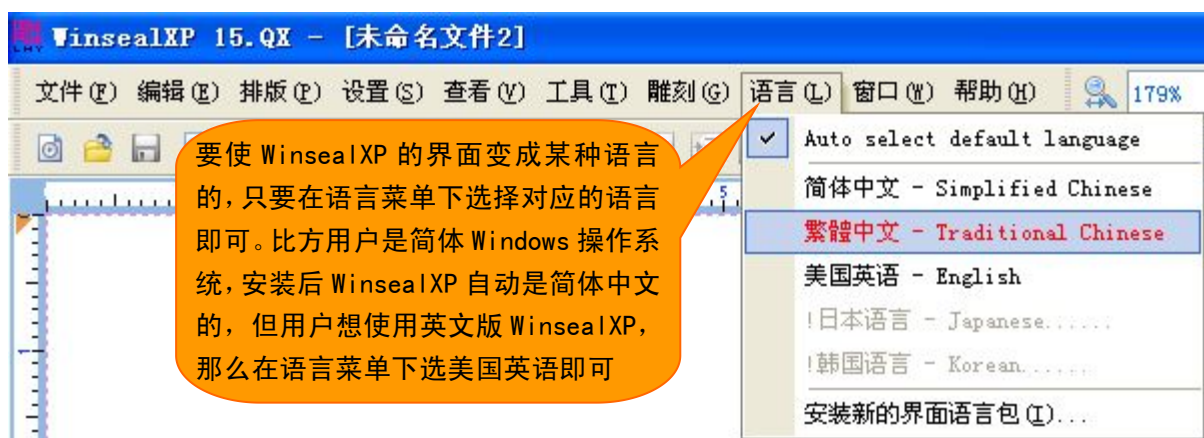 WinsealXP 15.QX - [未命名文件2]
文件(F) 编辑(E) 排版(P) 设置(S) 查看(V) 工具(T) 雕刻(G) 语言(L) 窗口(W) 帮助(H) 179%
Auto select default language
简体中文 - Simplified Chinese
繁體中文 - Traditional Chinese
美国英语 - English
!日本语言 - Japanese......
!韩国语言 - Korean.......
安装新的界面语言包(I)...
要使 WinsealXP 的界面变成某种语言
的，只要在语言菜单下选择对应的语言
即可。比方用户是简体 Windows 操作系
统，安装后 WinsealXP 自动是简体中文
的，但用户想使用英文版 WinsealXP，
那么在语言菜单下选美国英语即可
5
1